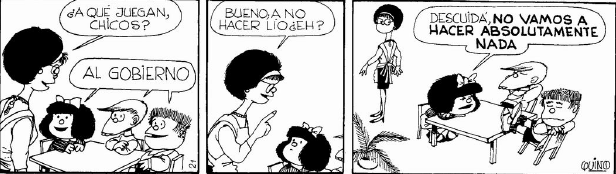 ¿A QUÉ JUEGAN,
CHICOS?
AL GOBIERNO
BUENO, A NO
HACER LÍO ¿EH?
DESCUIDÁ, NO VAMOS A
HACER ABSOLUTAMENTE
NADA
QUINO